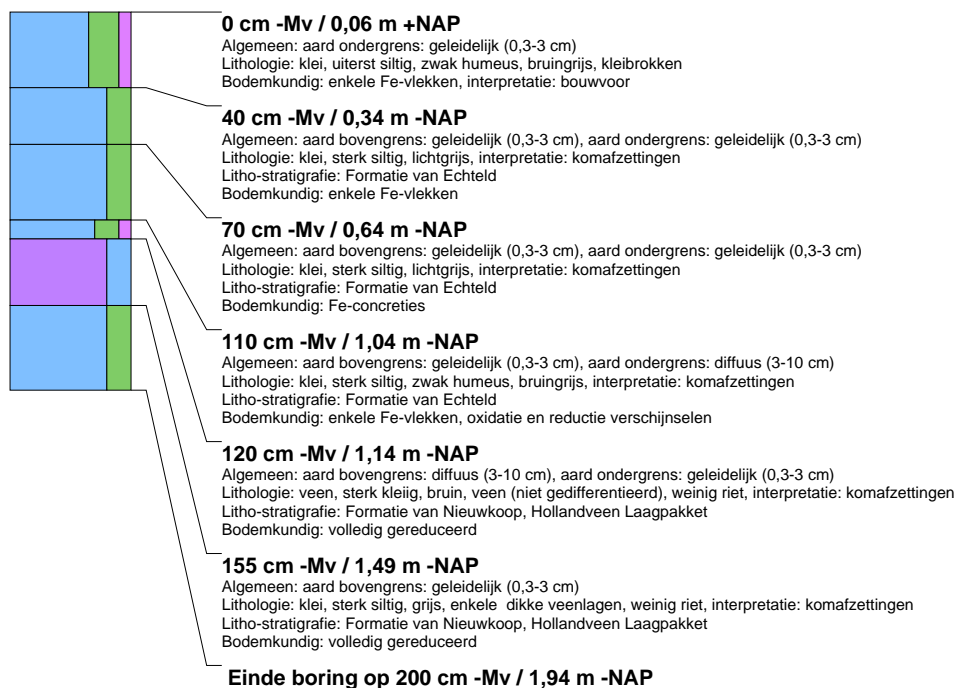 0 cm -Mv / 0,06 m +NAP
Algemeen: aard ondergrens: geleidelijk (0,3-3 cm)
Lithologie: klei, uiterst siltig, zwak humeus, bruingrijs, kleibrokken
Bodemkundig: enkele Fe-vlekken, interpretatie: bouwvoor
40 cm -Mv / 0,34 m -NAP
Algemeen: aard bovengrens: geleidelijk (0,3-3 cm), aard ondergrens: geleidelijk (0,3-3 cm)
Lithologie: klei, sterk siltig, lichtgrijs, interpretatie: komafzettingen
Litho-stratigrafie: Formatie van Echteld
Bodemkundig: enkele Fe-vlekken
70 cm -Mv / 0,64 m -NAP
Algemeen: aard bovengrens: geleidelijk (0,3-3 cm), aard ondergrens: geleidelijk (0,3-3 cm)
Lithologie: klei, sterk siltig, lichtgrijs, interpretatie: komafzettingen
Litho-stratigrafie: Formatie van Echteld
Bodemkundig: Fe-concreties
110 cm -Mv / 1,04 m -NAP
Algemeen: aard bovengrens: geleidelijk (0,3-3 cm), aard ondergrens: diffuus (3-10 cm)
Lithologie: klei, sterk siltig, zwak humeus, bruingrijs, interpretatie: komafzettingen
Litho-stratigrafie: Formatie van Echteld
Bodemkundig: enkele Fe-vlekken, oxidatie en reductie verschijnselen
120 cm -Mv / 1,14 m -NAP
Algemeen: aard bovengrens: diffuus (3-10 cm), aard ondergrens: geleidelijk (0,3-3 cm)
Lithologie: veen, sterk kleiig, bruin, veen (niet gedifferentieerd), weinig riet, interpretatie: komafzettingen
Litho-stratigrafie: Formatie van Nieuwkoop, Hollandveen Laagpakket
Bodemkundig: volledig gereduceerd
155 cm -Mv / 1,49 m -NAP
Algemeen: aard bovengrens: geleidelijk (0,3-3 cm)
Lithologie: klei, sterk siltig, grijs, enkele dikke veenlagen, weinig riet, interpretatie: komafzettingen
Litho-stratigrafie: Formatie van Nieuwkoop, Hollandveen Laagpakket
Bodemkundig: volledig gereduceerd
Einde boring op 200 cm -Mv / 1,94 m -NAP